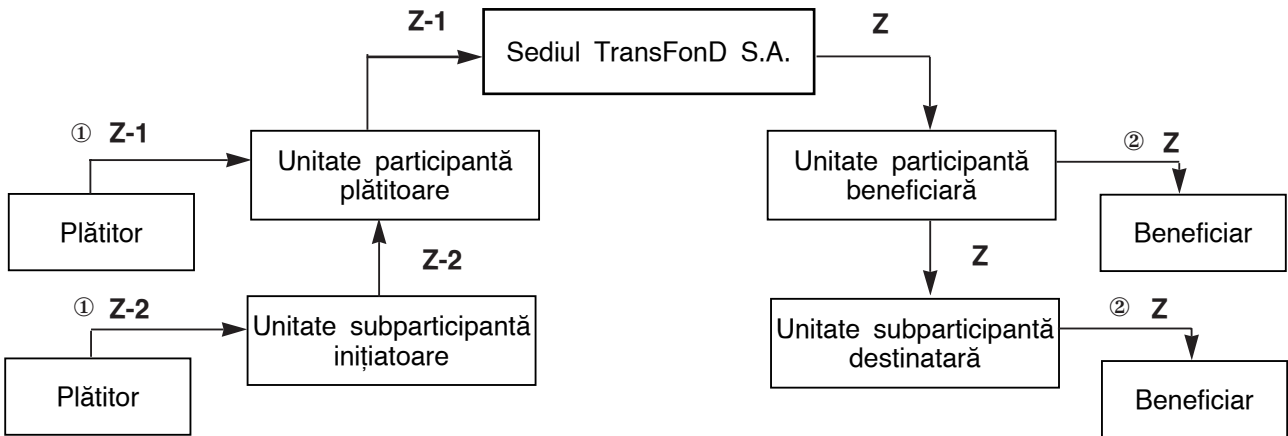 Z-1
Sediul TransFonD S.A.
Z
① Z-1
Unitate participantă
plătitoare
Unitate participantă
beneficiară
② Z
Plătitor
Beneficiar
Z-2
Z
① Z-2
Unitate subparticipantă
inițiatoare
Unitate subparticipantă
destinatară
② Z
Plătitor
Beneficiar